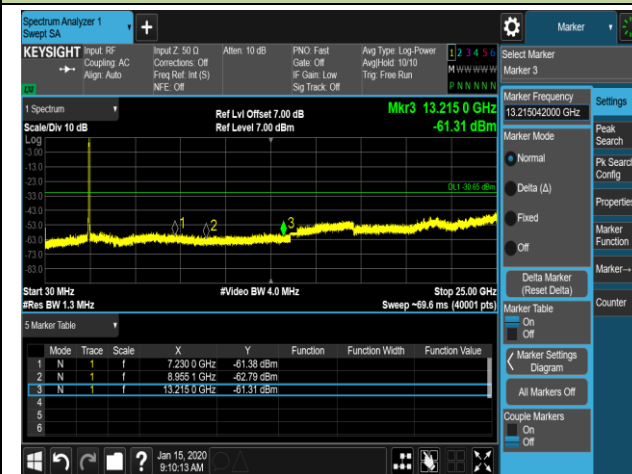 Spectrum Analyzer 1
Swept SA
+
Marker
KEYSIGHT
Input: RF
Coupling: AC
Align: Auto
Input Z: 50 Ω
Corrections: Off
Freq Ref: Int (S)
NFE: Off
Atten: 10 dB
PNO: Fast
Gate: Off
IF Gain: Low
Sig Track: Off
Avg Type: Log-Power
Avg|Hold: 10/10
Trig: Free Run
1 2 3 4 5 6
M W W W W W
P N N N N N
LXI
Select Marker
Marker 3
1 Spectrum
Scale/Div 10 dB
Ref Lvl Offset 7.00 dB
Ref Level 7.00 dBm
Mkr3 13.215 0 GHz
-61.31 dBm
Log
-3.00
-13.0
-23.0
-33.0
-43.0
-53.0
-63.0
-73.0
-83.0
DL1 -30.65 dBm
1
2
3
Start 30 MHz
#Res BW 1.3 MHz
#Video BW 4.0 MHz
Stop 25.00 GHz
Sweep ~69.6 ms (40001 pts)
5 Marker Table
Mode Trace Scale X Y Function Function Width Function Value
1 N 1 f 7.230 0 GHz -61.38 dBm
2 N 1 f 8.955 1 GHz -62.79 dBm
3 N 1 f 13.215 0 GHz -61.31 dBm
4
5
6
Marker Frequency
13.215042000 GHz
Marker Mode
Normal
Delta (Δ)
Fixed
Off
Delta Marker
(Reset Delta)
Marker Table
On
Off
Marker Settings
Diagram
All Markers Off
Couple Markers
On
Off
Settings
Peak
Search
Pk Search
Config
Properties
Marker
Function
Marker→
Counter
?
Jan 15, 2020
9:10:13 AM